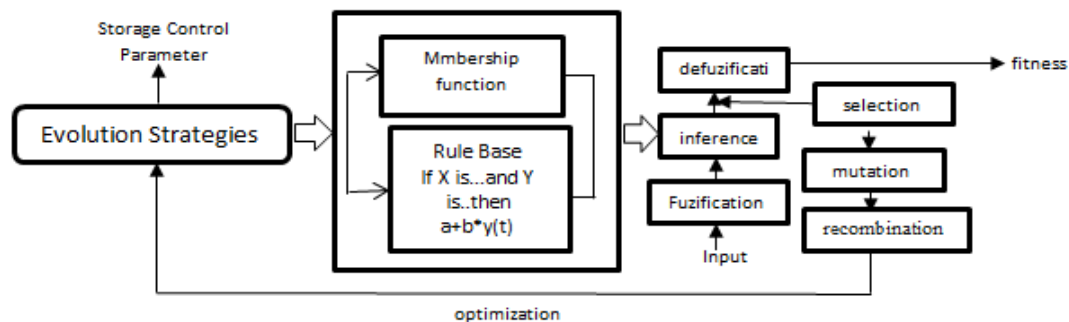 Storage Control
Parameter
Evolution Strategies
Mmbership
function
Rule Base
If X is...and Y
is..then
a+b*y(t)
defuzificati
fitness
selection
inference
mutation
Fuzification
recombination
Input
optimization